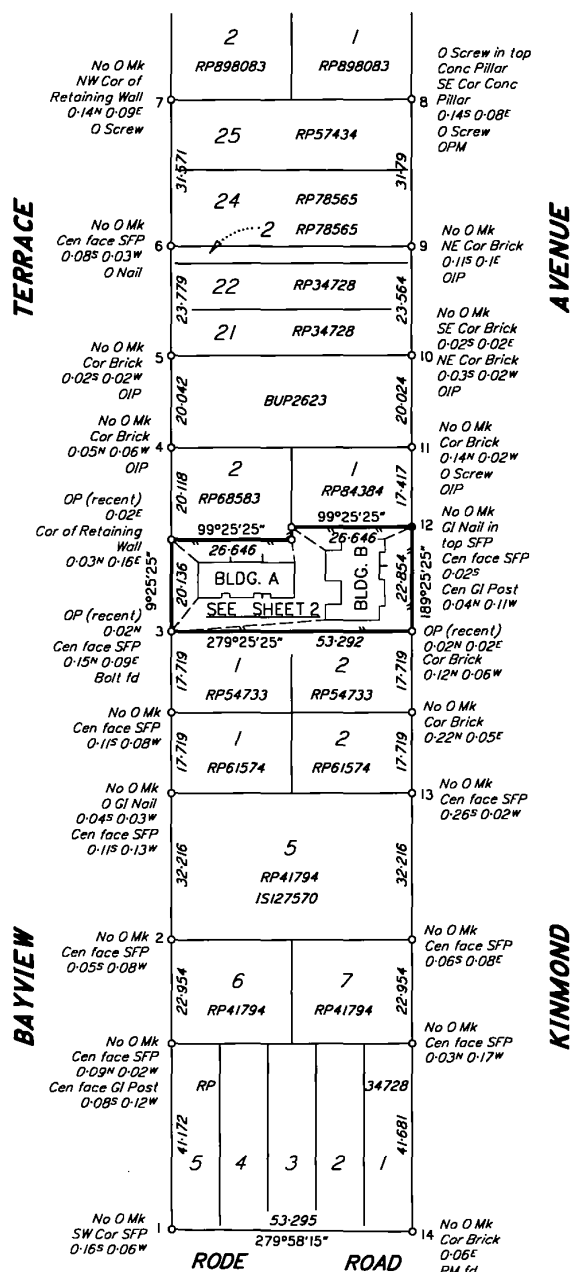 2
1
RP898083
RP898083
No O Mk
NW Cor of
Retaining Wall
0·14N 0·09E
O Screw
7
8
O Screw in top
Conc Pillar
SE Cor Conc
Pillar
0·14S 0·08E
O Screw
OPM
25
RP57434
31·571
31·79
24
RP78565
2
RP78565
TERRACE
AVENUE
No O Mk
Cen face SFP
0·08S 0·03W
O Nail
6
9
No O Mk
NE Cor Brick
0·11S 0·1E
OIP
22
RP34728
23·779
23·564
21
RP34728
No O Mk
Cor Brick
0·02S 0·02W
OIP
5
10
No O Mk
SE Cor Brick
0·02S 0·02E
NE Cor Brick
0·03S 0·02W
OIP
20·042
BUP2623
20·024
No O Mk
Cor Brick
0·05N 0·06W
OIP
4
11
No O Mk
Cor Brick
0·14N 0·02W
O Screw
OIP
2
1
20·118
RP68583
RP84384
17·417
OP (recent)
0·02E
Cor of Retaining
Wall
0·03N 0·16E
99°25'25"
99°25'25"
12
26·646
26·646
No O Mk
GI Nail in
top SFP
Cen face SFP
0·02S
Cen GI Post
0·04N 0·11W
9°25'25"
20·136
BLDG. A
BLDG. B
22·854
189°25'25"
SEE SHEET 2
OP (recent)
0·02N
Cen face SFP
0·15N 0·09E
Bolt fd
3
279°25'25"
53·292
OP (recent)
0·02N 0·02E
Cor Brick
0·12N 0·06W
1
2
17·719
RP54733
RP54733
17·719
No O Mk
Cen face SFP
0·11S 0·08W
No O Mk
Cor Brick
0·22N 0·05E
1
2
17·719
RP61574
RP61574
17·719
No O Mk
O GI Nail
0·04S 0·03W
Cen face SFP
0·11S 0·13W
13
No O Mk
Cen face SFP
0·26S 0·02W
5
RP41794
IS127570
32·216
32·216
BAYVIEW
KINMOND
No O Mk
Cen face SFP
0·05S 0·08W
2
No O Mk
Cen face SFP
0·06S 0·08E
6
7
22·954
RP41794
RP41794
22·954
No O Mk
Cen face SFP
0·09N 0·02W
Cen face GI Post
0·08S 0·12W
No O Mk
Cen face SFP
0·03N 0·17W
RP
34728
41·172
41·681
5
4
3
2
1
No O Mk
SW Cor SFP
0·16S 0·06W
1
53·295
279°58'15"
14
No O Mk
Cor Brick
0·06E
PM fd
RODE ROAD